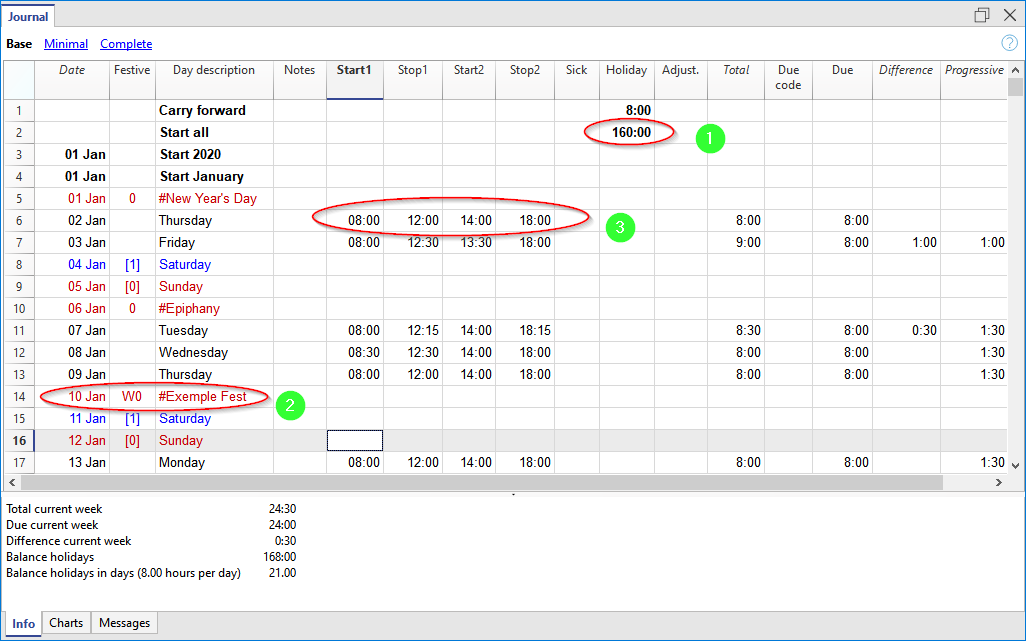 Journal
Base Minimal Complete ?
Date Festive Day description Notes Start1 Stop1 Start2 Stop2 Sick Holiday Adjust. Total Due code Due Difference Progressive
1 Carry forward 8:00
2 Start all 160:00 1
3 01 Jan Start 2020
4 01 Jan Start January
5 01 Jan 0 #New Year's Day
6 02 Jan Thursday 08:00 12:00 14:00 18:00 3 8:00 8:00
7 03 Jan Friday 08:00 12:30 13:30 18:00 9:00 8:00 1:00 1:00
8 04 Jan [1] Saturday
9 05 Jan [0] Sunday
10 06 Jan 0 #Epiphany
11 07 Jan Tuesday 08:00 12:15 14:00 18:15 8:30 8:00 0:30 1:30
12 08 Jan Wednesday 08:30 12:30 14:00 18:00 8:00 8:00 1:30
13 09 Jan Thursday 08:00 12:00 14:00 18:00 8:00 8:00 1:30
14 10 Jan W0 #Exemple Fest 2
15 11 Jan [1] Saturday
16 12 Jan [0] Sunday
17 13 Jan Monday 08:00 12:00 14:00 18:00 8:00 8:00 1:30
Total current week 24:30
Due current week 24:00
Difference current week 0:30
Balance holidays 168:00
Balance holidays in days (8.00 hours per day) 21.00
Info Charts Messages